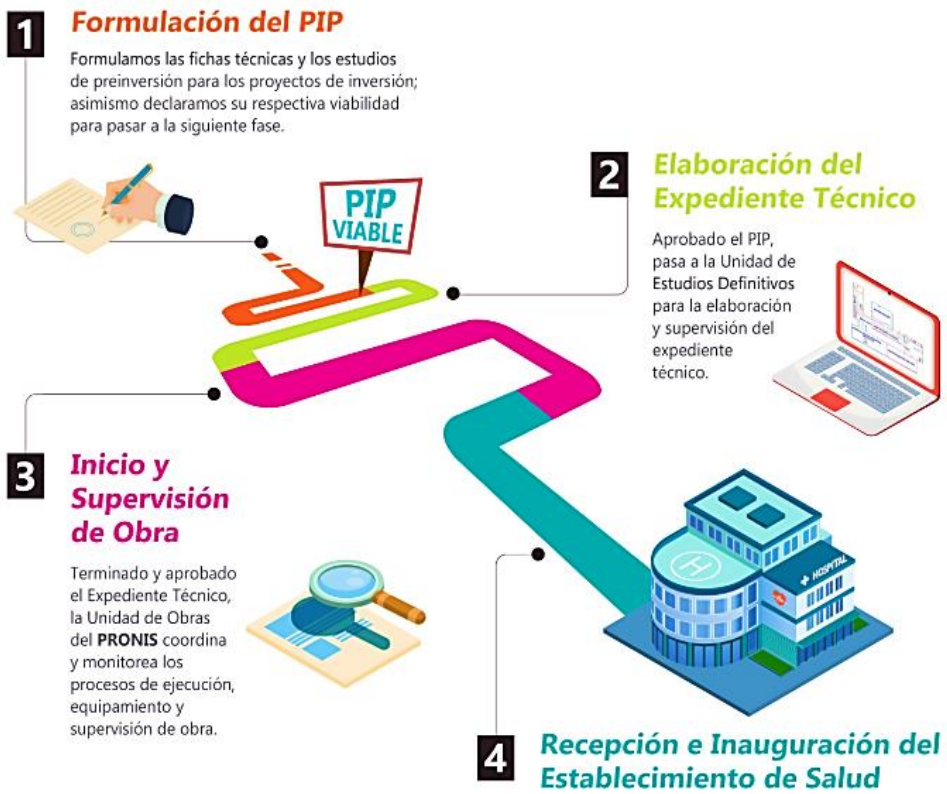 1
Formulación del PIP
Formulamos las fichas técnicas y los estudios
de preinversión para los proyectos de inversión;
asimismo declaramos su respectiva viabilidad
para pasar a la siguiente fase.
PIP
VIABLE
2
Elaboración del
Expediente Técnico
Aprobado el PIP,
pasa a la Unidad de
Estudios Definitivos
para la elaboración
y supervisión del
expediente
técnico.
3
Inicio y
Supervisión
de Obra
Terminado y aprobado
el Expediente Técnico,
la Unidad de Obras
del PRONIS coordina
y monitorea los
procesos de ejecución,
equipamiento y
supervisión de obra.
H
HOSPITAL
4
Recepción e Inauguración del
Establecimiento de Salud